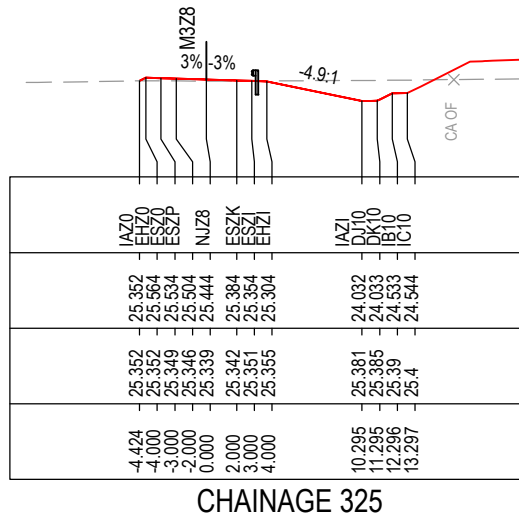 M3Z8
3% -3%
-4.9:1
CA OF
IAZ0 EHZ0 ESZ0 ESZP NJZ8 ESZK ESZI EHZI IAZI DJ10 DK10 IB10 IC10
25.352 25.564 25.534 25.504 25.444 25.384 25.354 25.304 24.032 24.033 24.533 24.544
25.352 25.352 25.349 25.346 25.339 25.342 25.351 25.355 25.381 25.385 25.39 25.4
-4.424 -4.000 -3.000 -2.000 0.000 2.000 3.000 4.000 10.295 11.295 12.296 13.297
CHAINAGE 325